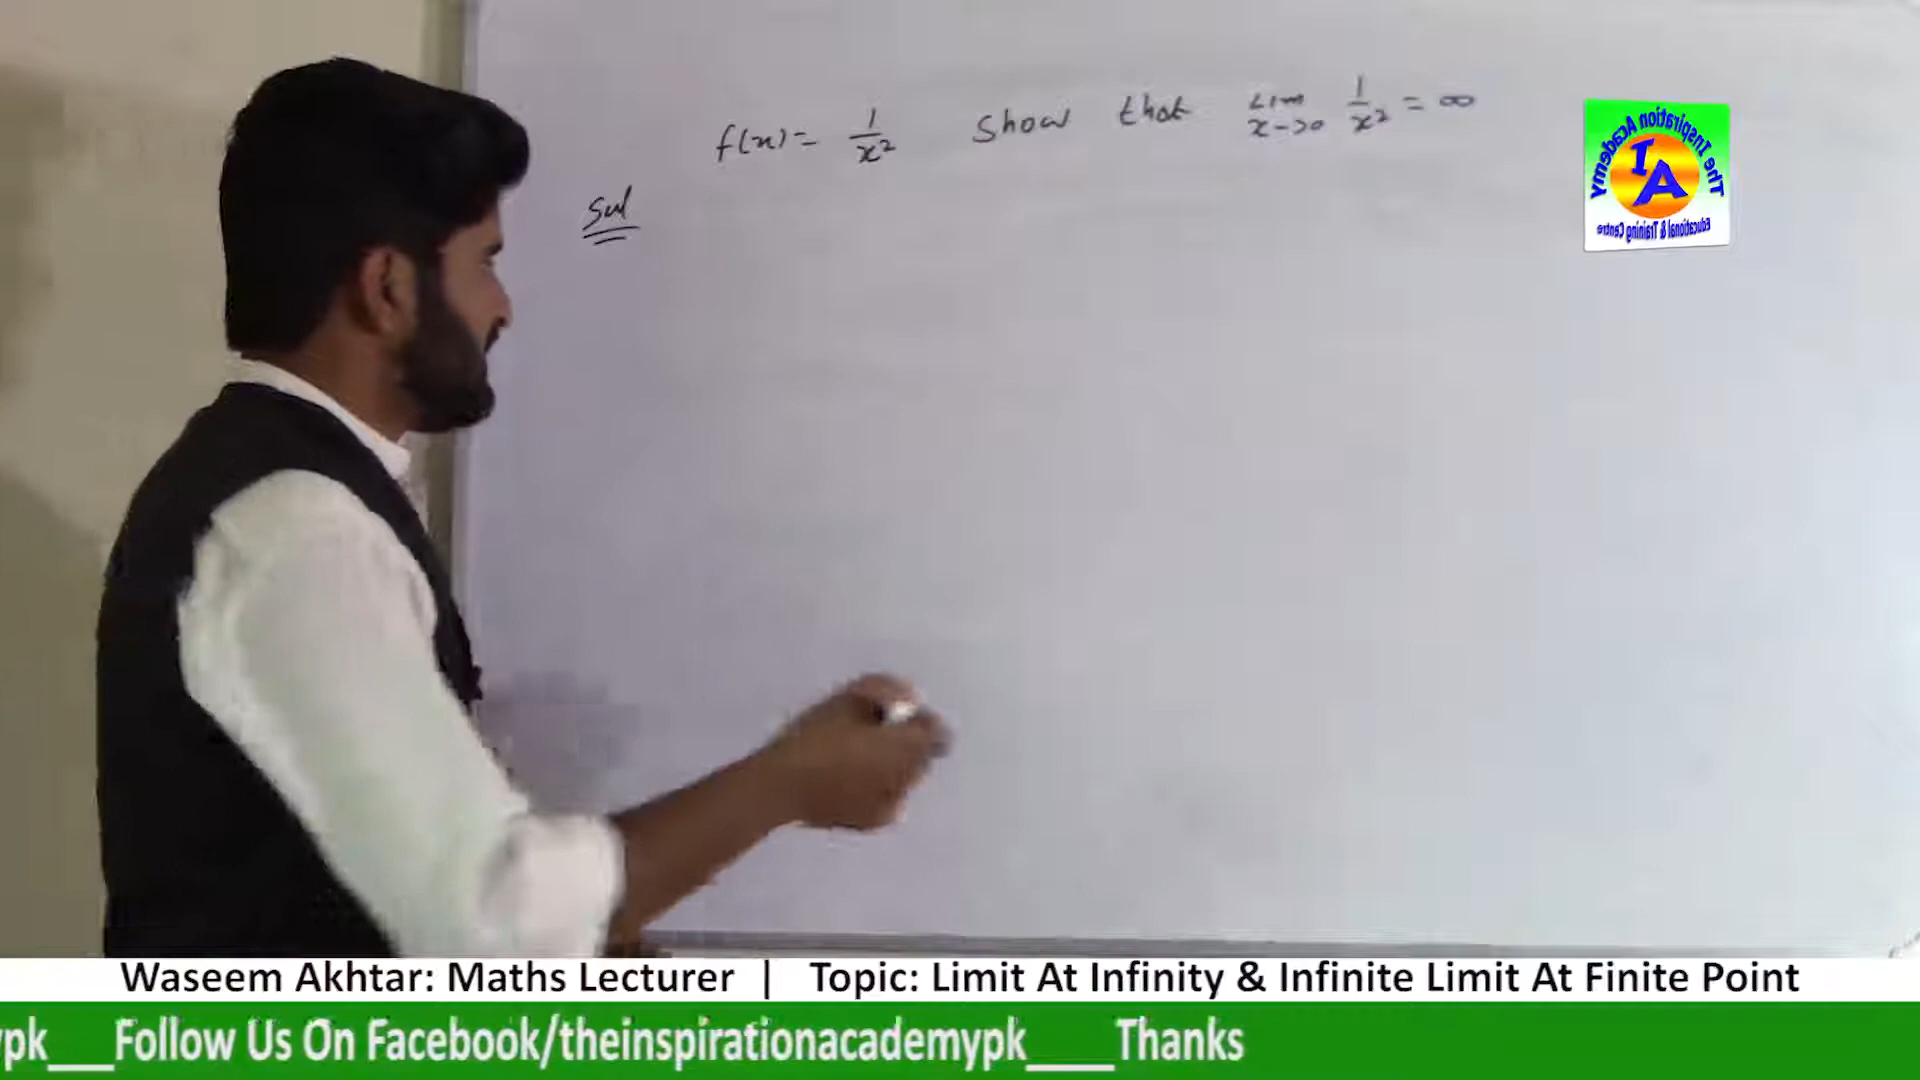 f(x) = 1/x² Show that Lim x->0 1/x² = ∞
Sol
The Inspiration Academy
IA
Educational & Training Centre
Waseem Akhtar: Maths Lecturer | Topic: Limit At Infinity & Infinite Limit At Finite Point
ypk___Follow Us On Facebook/theinspirationacademypk____Thanks